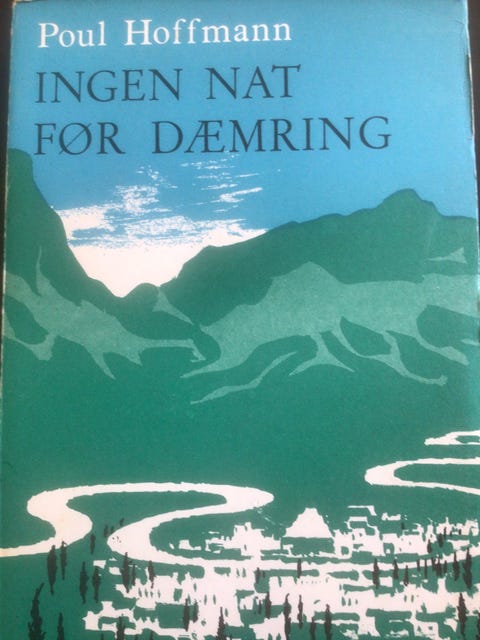 Poul Hoffmann
INGEN NAT
FØR DÆMRING